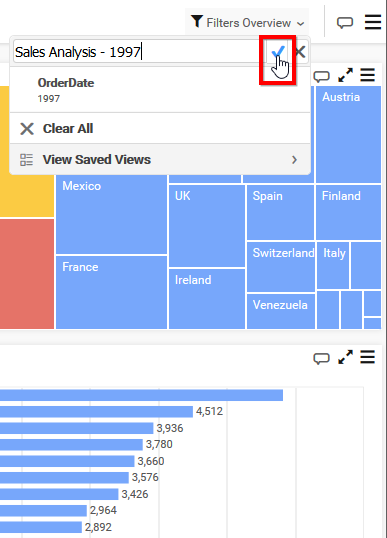 Filters Overview
Sales Analysis - 1997
OrderDate
1997
Clear All
View Saved Views
Austria
Mexico
UK
Spain
Finland
France
Switzerland
Italy
Ireland
Venezuela
4,512
3,936
3,780
3,660
3,576
3,426
2,964
2,892